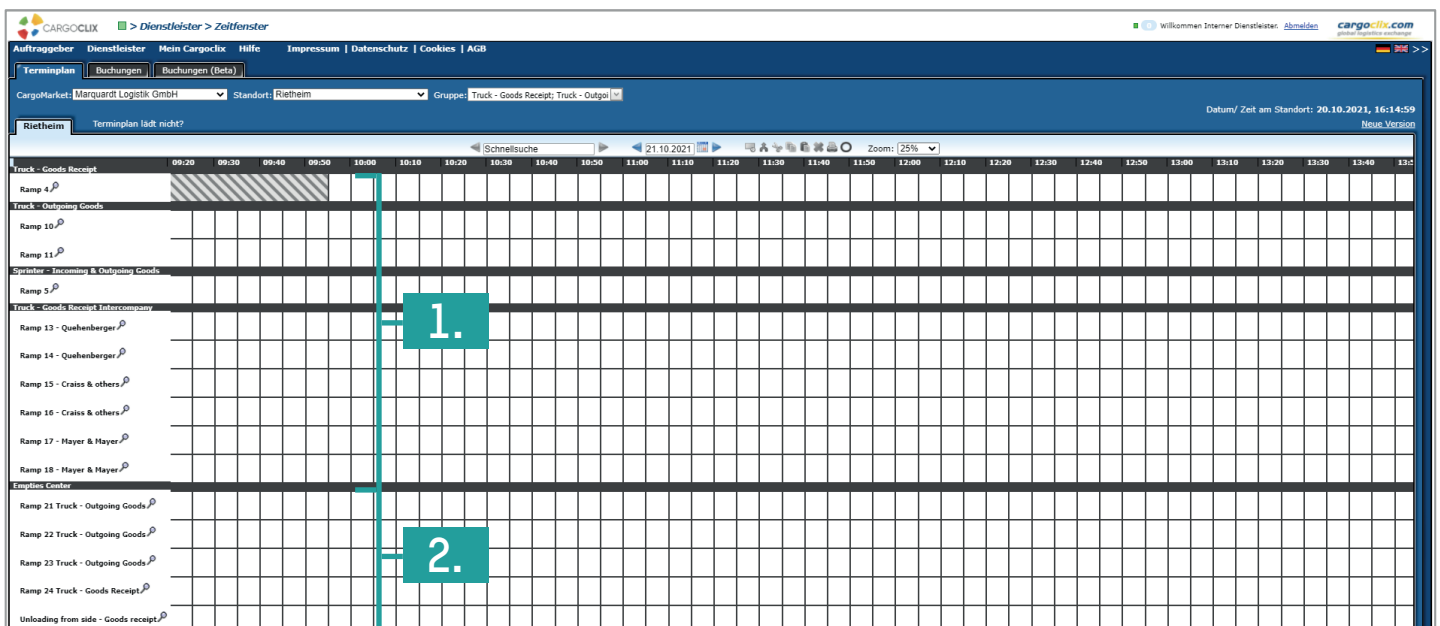 CARGOCLIX > Dienstleister > Zeitfenster
Willkommen Interner Dienstleister. Abmelden
cargoclix.com
global logistics exchange
Auftraggeber Dienstleister Mein Cargoclix Hilfe Impressum | Datenschutz | Cookies | AGB >>
Terminplan Buchungen Buchungen (Beta)
CargoMarket: Marquardt Logistik GmbH Standort: Rietheim Gruppe: Truck - Goods Receipt; Truck - Outgoi
Datum/ Zeit am Standort: 20.10.2021, 16:14:59
Rietheim Terminplan lädt nicht? Neue Version
Schnellsuche 21.10.2021 Zoom: 25%
09:20 09:30 09:40 09:50 10:00 10:10 10:20 10:30 10:40 10:50 11:00 11:10 11:20 11:30 11:40 11:50 12:00 12:10 12:20 12:30 12:40 12:50 13:00 13:10 13:20 13:30 13:40
Truck - Goods Receipt
Ramp 4
Truck - Outgoing Goods
Ramp 10
Ramp 11
Sprinter - Incoming & Outgoing Goods
Ramp 5
Truck - Goods Receipt Intercompany
Ramp 13 - Quehenberger
1.
Ramp 14 - Quehenberger
Ramp 15 - Craiss & others
Ramp 16 - Craiss & others
Ramp 17 - Mayer & Mayer
Ramp 18 - Mayer & Mayer
Empties Center
Ramp 21 Truck - Outgoing Goods
Ramp 22 Truck - Outgoing Goods
2.
Ramp 23 Truck - Outgoing Goods
Ramp 24 Truck - Goods Receipt
Unloading from side - Goods receipt